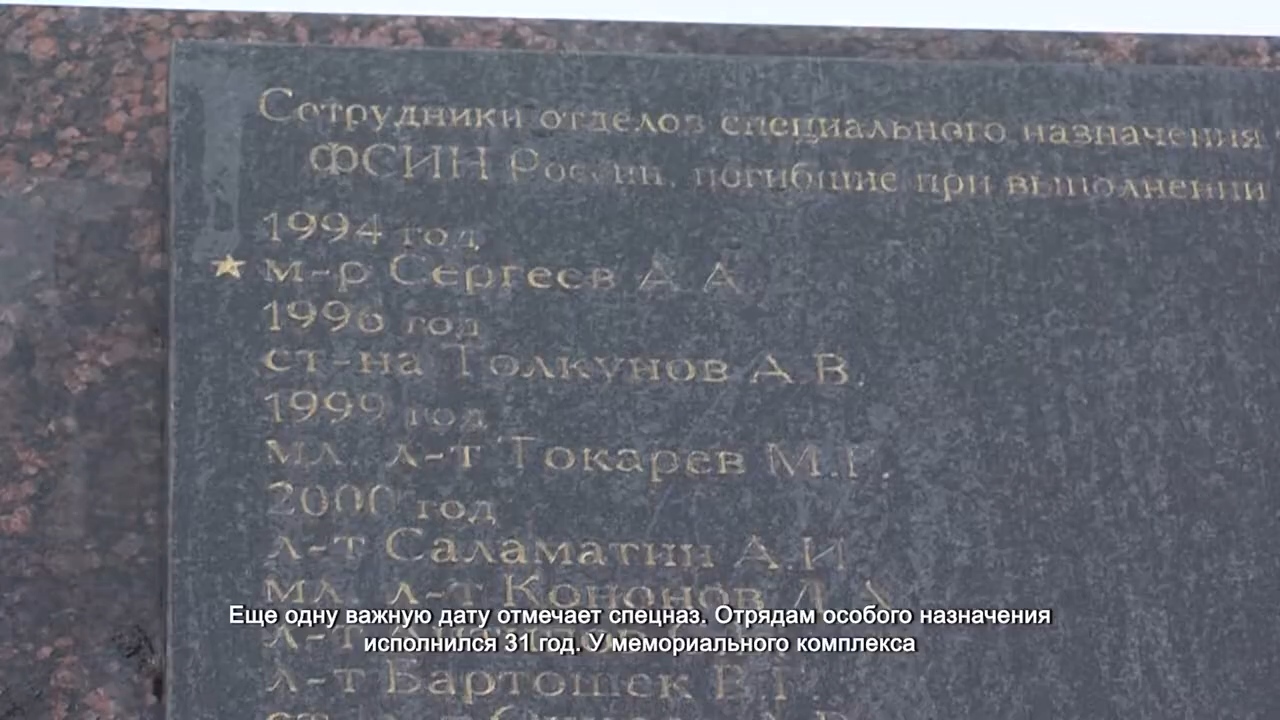 Сотрудники отделов специального назначения
ФСИН России, погибшие при выполнении
1994 год
м-р Сергеев А.А.
1996 год
ст-на Толкунов А.В.
1999 год
мл. л-т Токарев М.Г.
2000 год
л-т Саламатин А.И.
мл. л-т Кононов
Еще одну важную дату отмечает спецназ. Отрядам особого назначения
л-т
исполнился 31 год. У мемориального комплекса
л-т Бартошек В.Г.